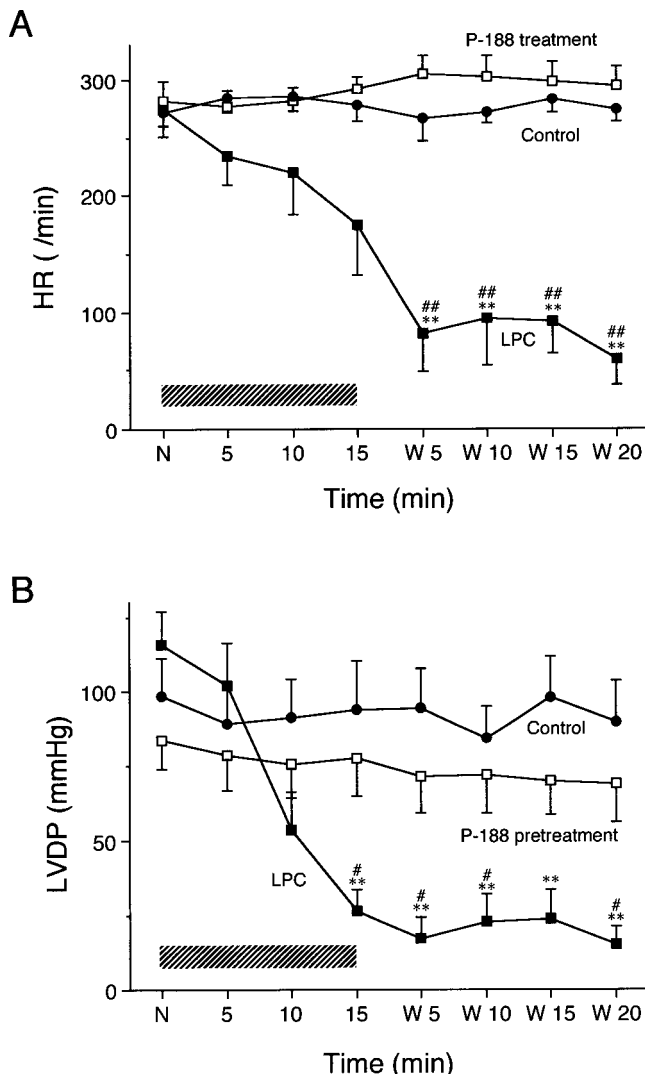 A
P-188 treatment
300
Control
200
HR ( /min)
##
**
##
**
##
**
100
LPC
##
**
0
N 5 10 15 W 5 W 10 W 15 W 20
Time (min)
B
100
Control
LVDP (mmHg)
P-188 pretreatment
50
LPC
#
**
#
**
#
**
**
#
**
0
N 5 10 15 W 5 W 10 W 15 W 20
Time (min)